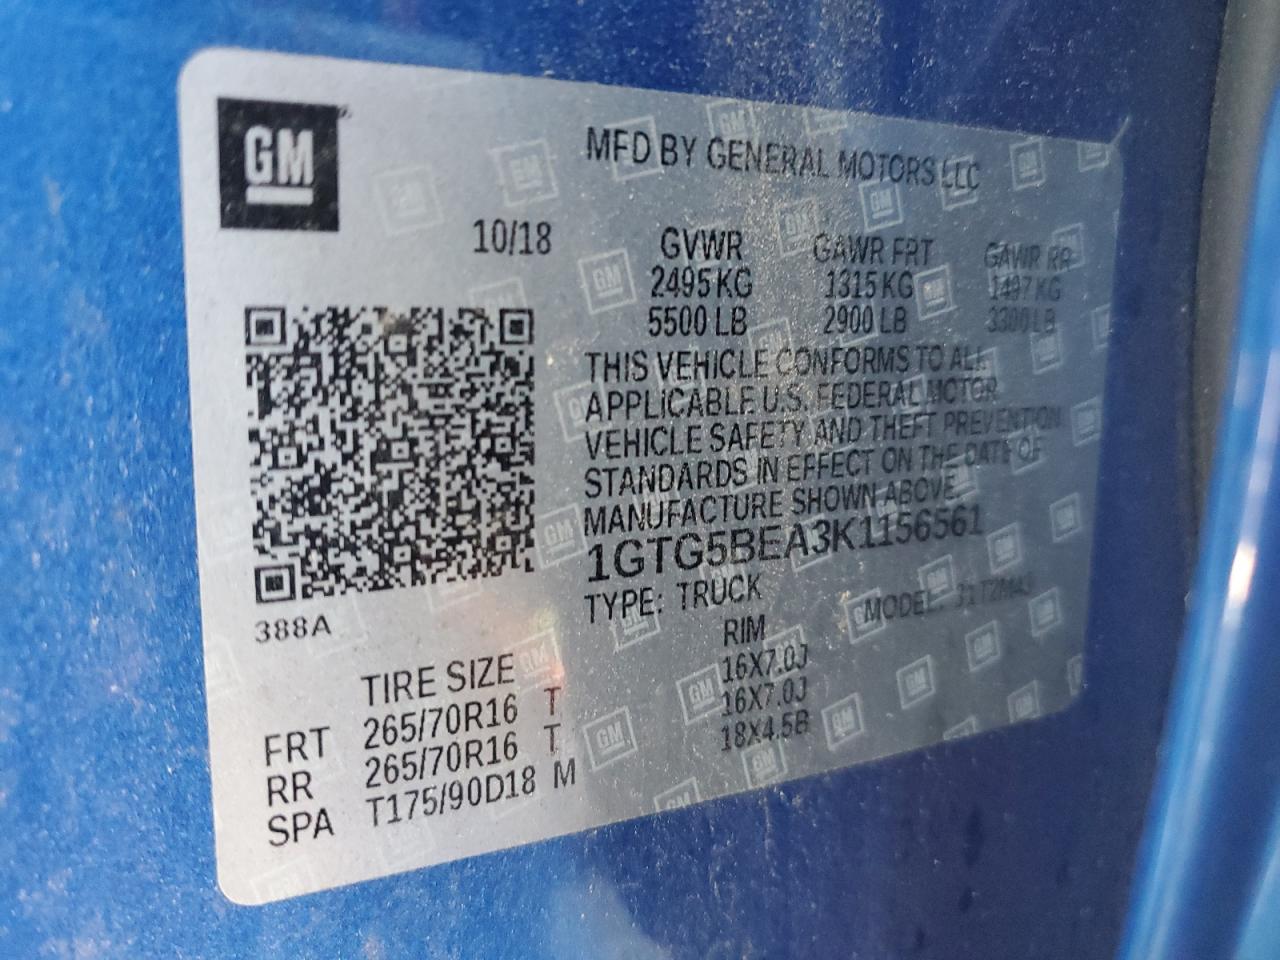 GM
MFD BY GENERAL MOTORS LLC
10/18
GVWR GAWR FRT GAWR RR
2495 KG 1315 KG 1497 KG
5500 LB 2900 LB 3300 LB
THIS VEHICLE CONFORMS TO ALL
APPLICABLE U.S. FEDERAL MOTOR
VEHICLE SAFETY AND THEFT PREVENTION
STANDARDS IN EFFECT ON THE DATE OF
MANUFACTURE SHOWN ABOVE.
1GTG5BEA3K1156561
TYPE: TRUCK MODEL:
388A
TIRE SIZE RIM
FRT 265/70R16 T 16X7.0J
RR 265/70R16 T 16X7.0J
SPA T175/90D18 M 18X4.5B